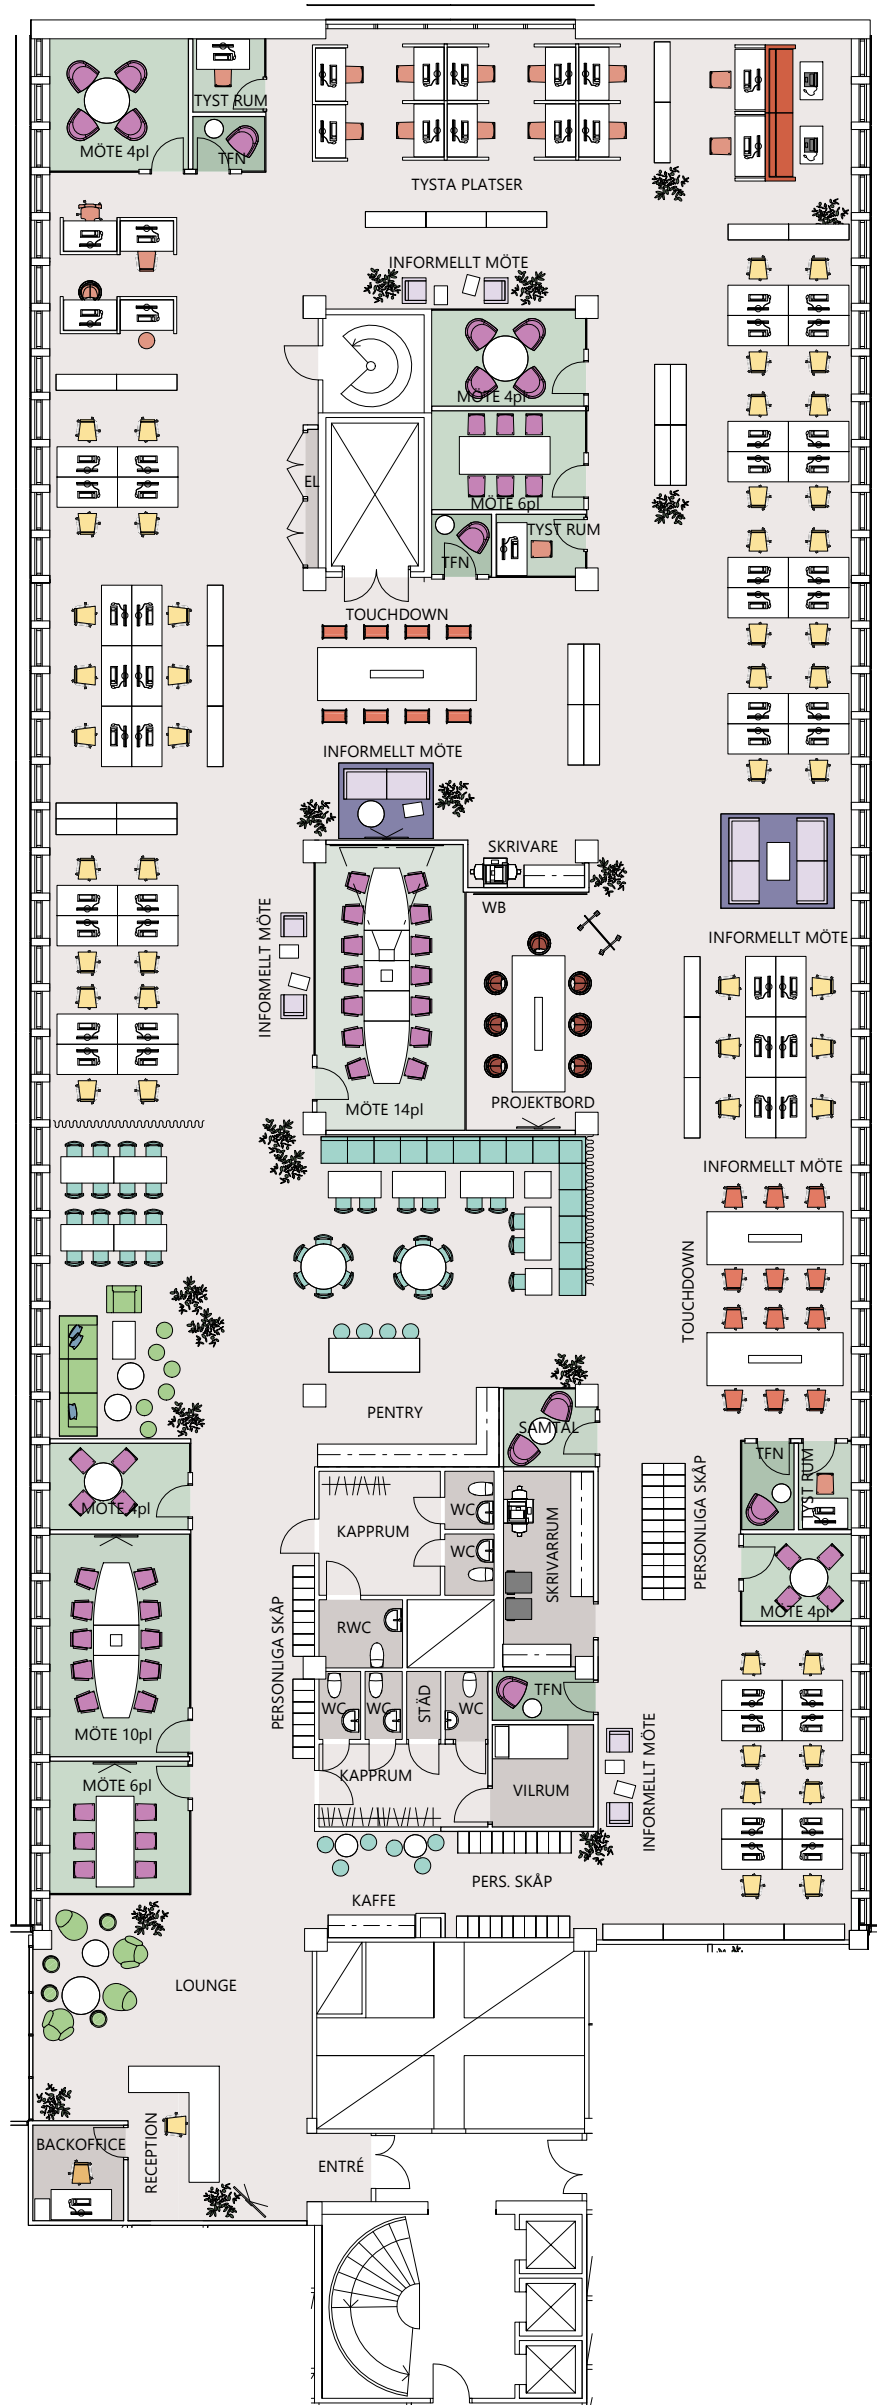 TYST RUM
MÖTE 4pl
TFN
TYSTA PLATSER
INFORMELLT MÖTE
MÖTE 4pl
EL
MÖTE 6pl
TYST RUM
TFN
TOUCHDOWN
INFORMELLT MÖTE
SKRIVARE
WB
INFORMELLT MÖTE
INFORMELLT MÖTE
PROJEKTBORD
MÖTE 14pl
INFORMELLT MÖTE
TOUCHDOWN
PENTRY
SAMTAL
TFN
TYST RUM
MÖTE 4pl
WC
KAPPRUM
WC
SKRIVARRUM
PERSONLIGA SKÅP
MÖTE 4pl
RWC
PERSONLIGA SKÅP
TFN
WC
WC
STÄD
WC
MÖTE 10pl
INFORMELLT MÖTE
KAPPRUM
MÖTE 6pl
VILRUM
PERS. SKÅP
KAFFE
LOUNGE
BACKOFFICE
RECEPTION
ENTRÉ